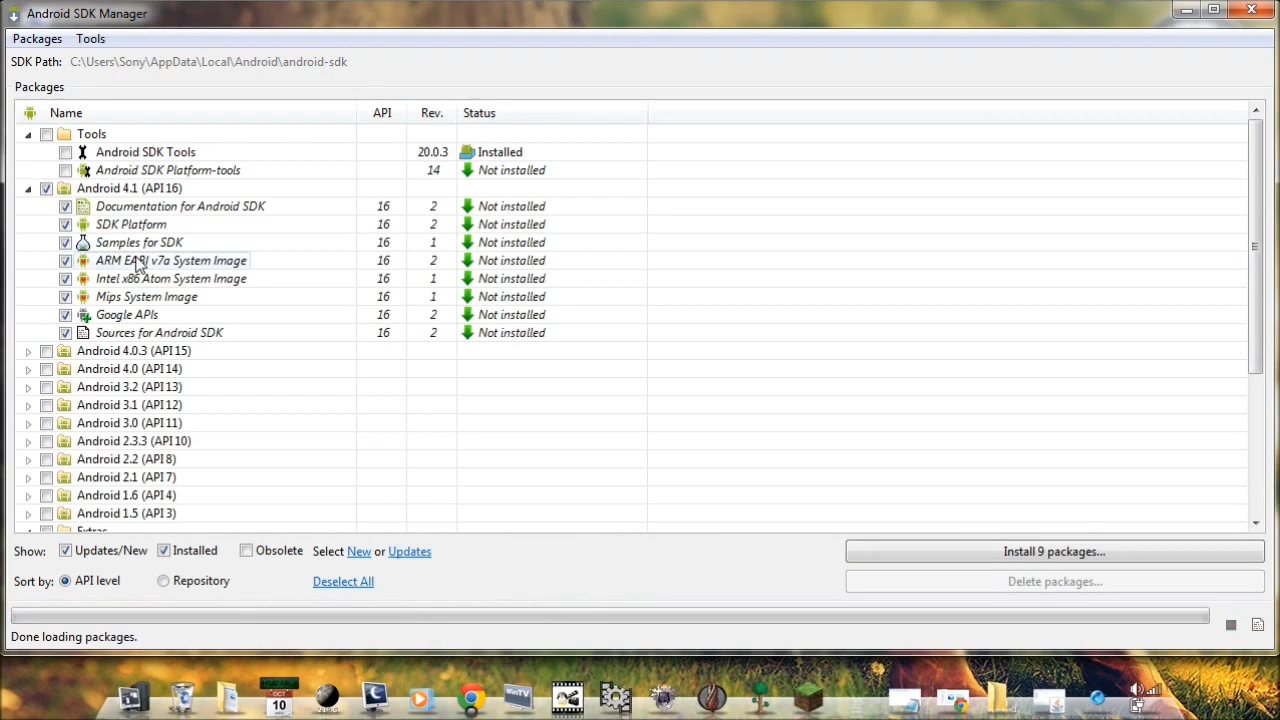 Android SDK Manager
Packages Tools
SDK Path: C:\Users\Sony\AppData\Local\Android\android-sdk
Packages
Name API Rev. Status
Tools
Android SDK Tools 20.0.3 Installed
Android SDK Platform-tools 14 Not installed
Android 4.1 (API 16)
Documentation for Android SDK 16 2 Not installed
SDK Platform 16 2 Not installed
Samples for SDK 16 1 Not installed
ARM EABI v7a System Image 16 2 Not installed
Intel x86 Atom System Image 16 1 Not installed
Mips System Image 16 1 Not installed
Google APIs 16 2 Not installed
Sources for Android SDK 16 2 Not installed
Android 4.0.3 (API 15)
Android 4.0 (API 14)
Android 3.2 (API 13)
Android 3.1 (API 12)
Android 3.0 (API 11)
Android 2.3.3 (API 10)
Android 2.2 (API 8)
Android 2.1 (API 7)
Android 1.6 (API 4)
Android 1.5 (API 3)
Extras
Show: Updates/New Installed Obsolete Select New or Updates Install 9 packages...
Sort by: API level Repository Deselect All Delete packages...
Done loading packages.
OCT
10
WinTV